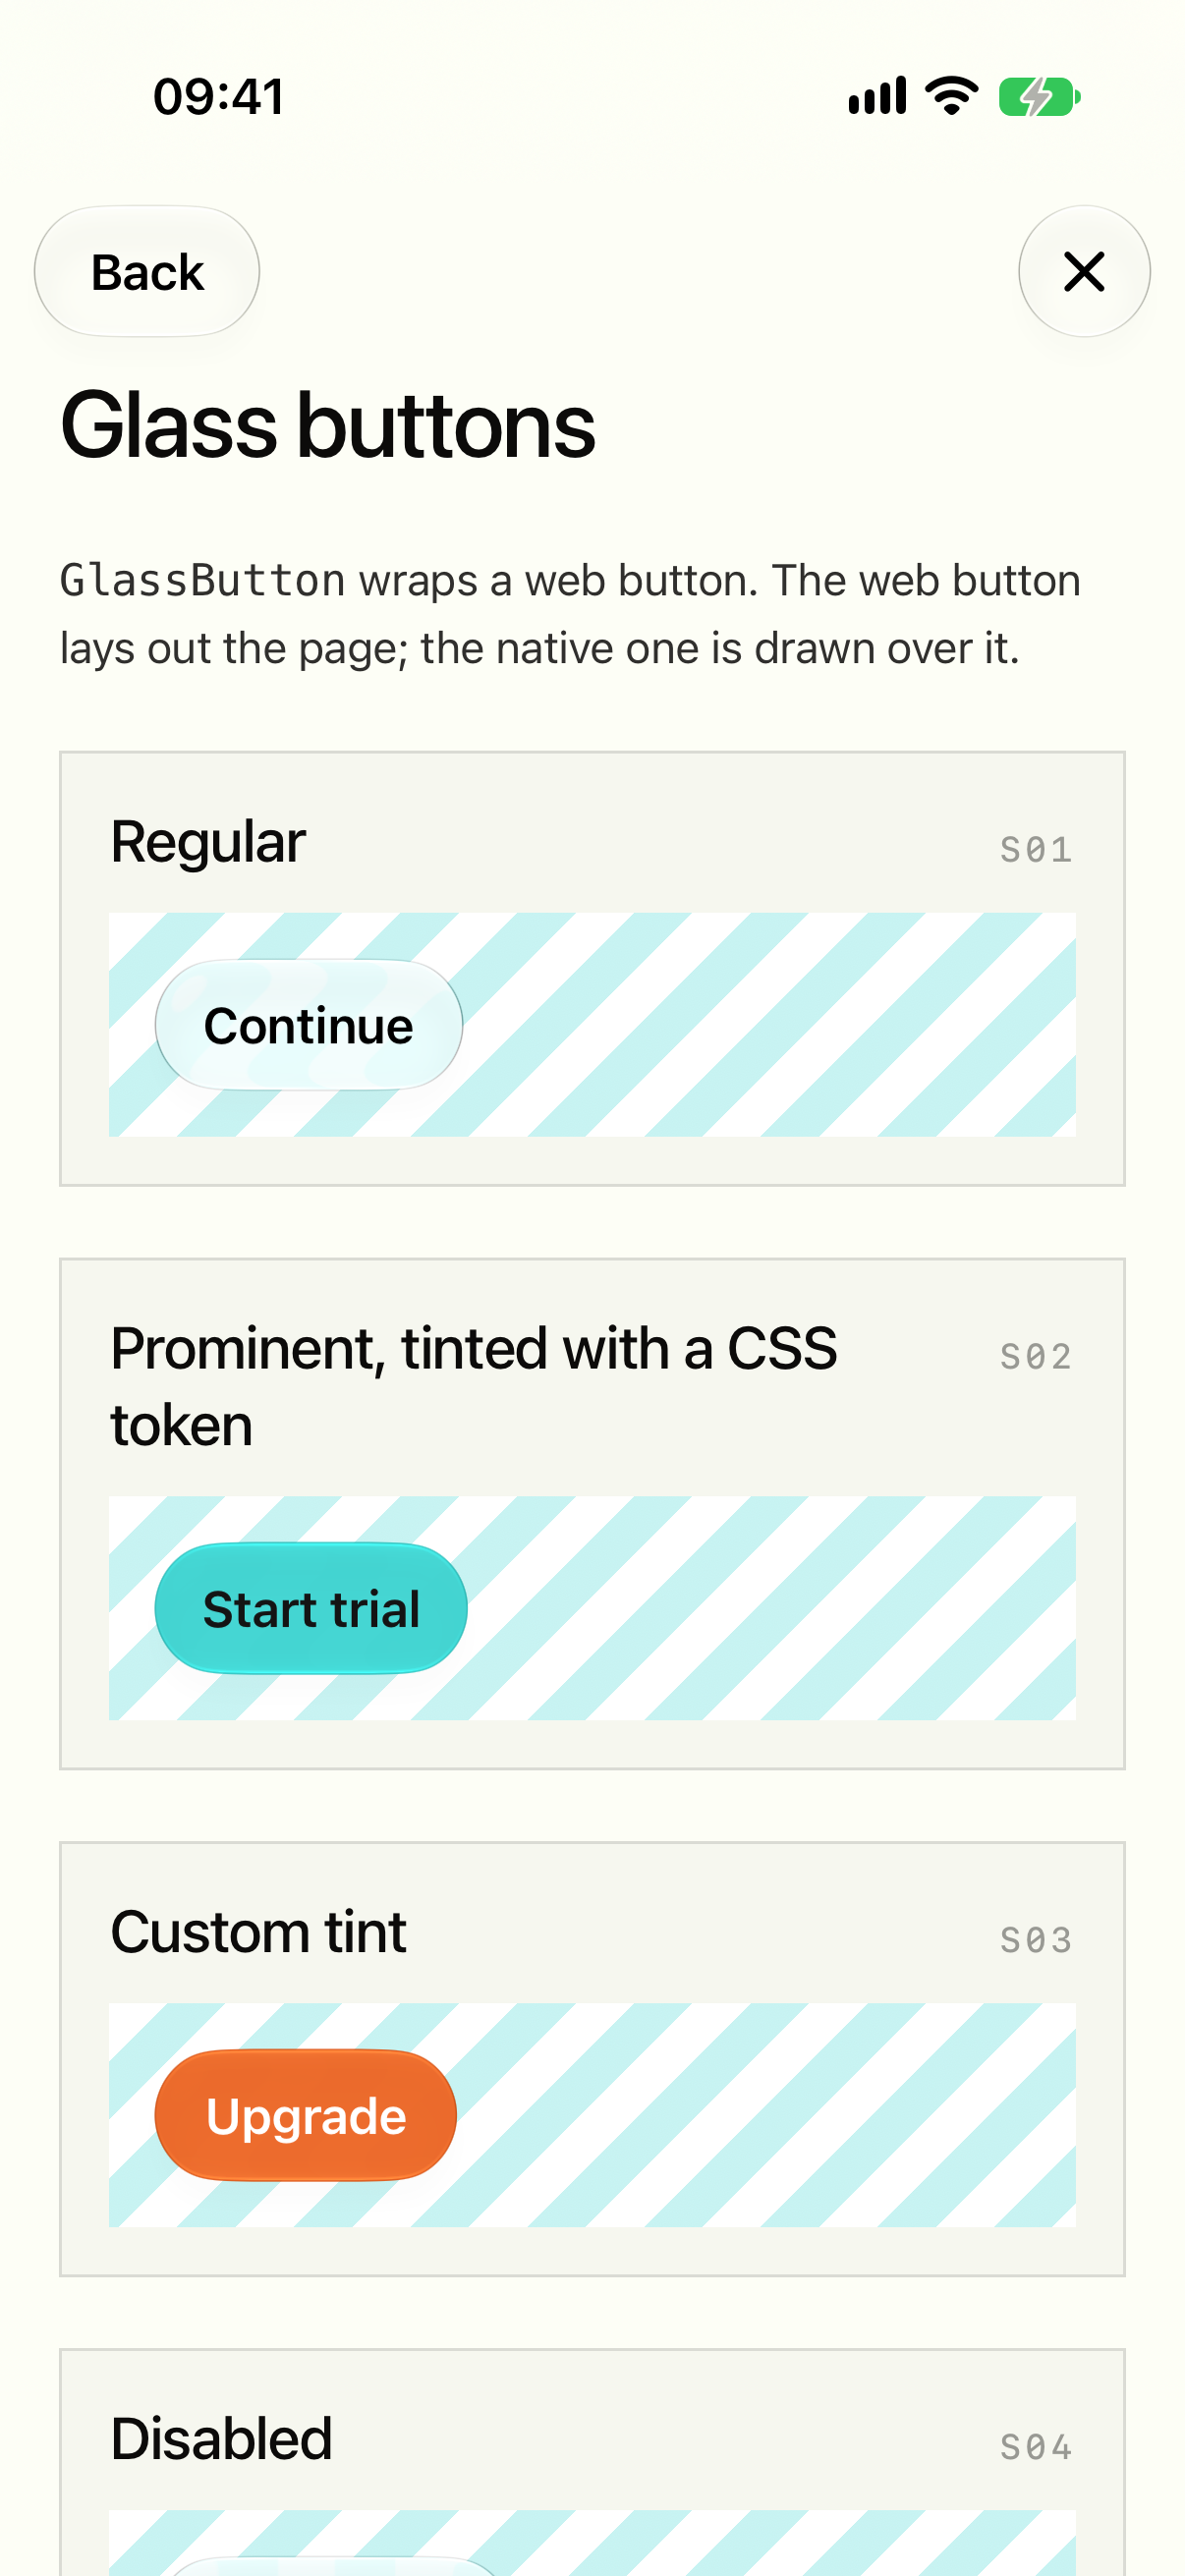 09:41
Back
Glass buttons
GlassButton wraps a web button. The web button
lays out the page; the native one is drawn over it.
Regular
S01
Continue
Prominent, tinted with a CSS
token
S02
Start trial
Custom tint
S03
Upgrade
Disabled
S04